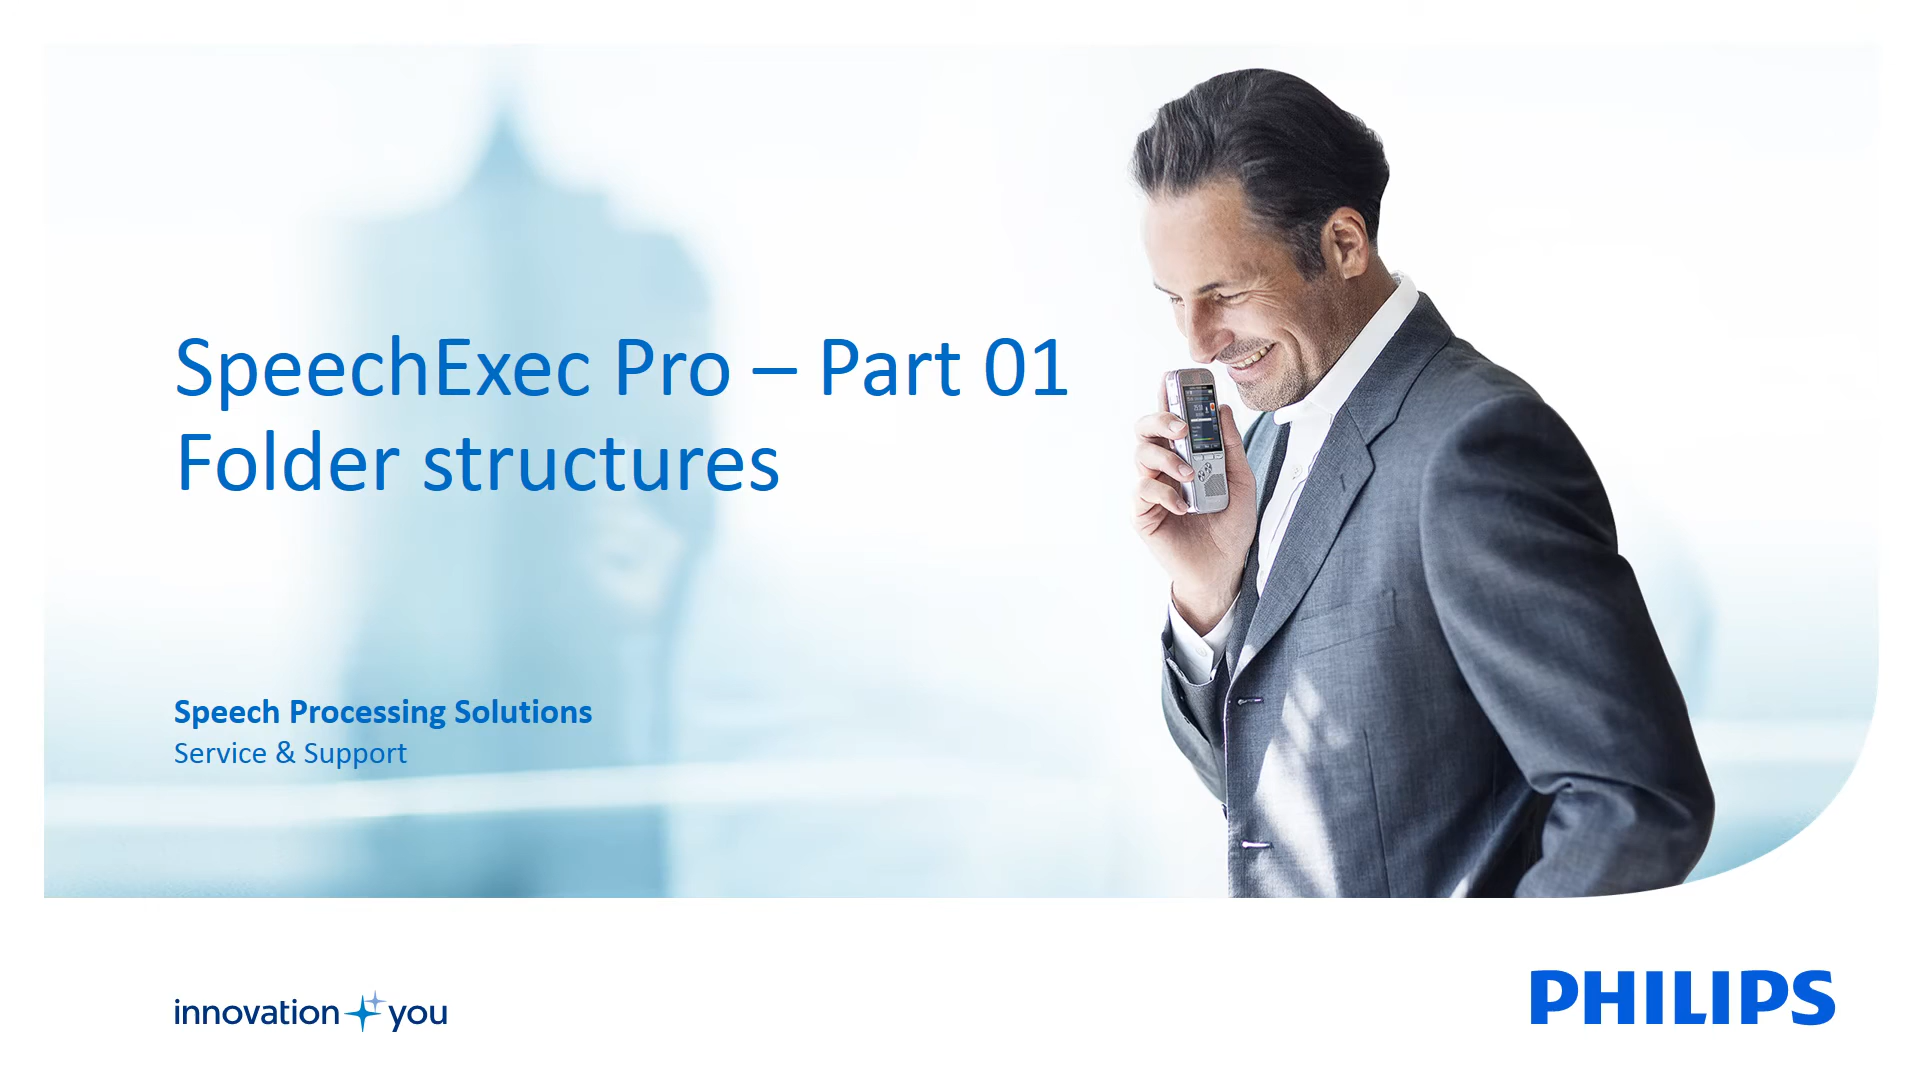 SpeechExec Pro – Part 01
Folder structures
Speech Processing Solutions
Service & Support
innovation you
PHILIPS